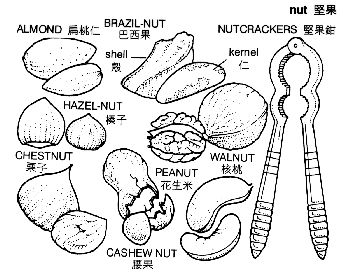 nut 堅果
ALMOND 扁桃仁
BRAZIL-NUT
巴西果
NUTCRACKERS 堅果鉗
shell
殼
kernel
仁
HAZEL-NUT
榛子
CHESTNUT
栗子
PEANUT
花生米
WALNUT
核桃
CASHEW NUT
腰果